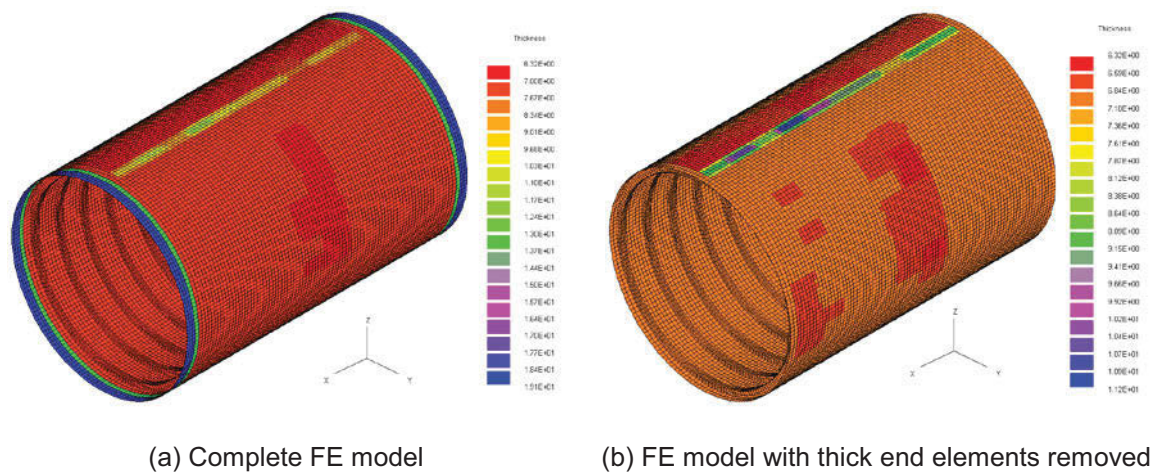 Thickness
6.32E+00
7.00E+00
7.67E+00
8.34E+00
9.01E+00
9.68E+00
1.03E+01
1.10E+01
1.17E+01
1.24E+01
1.30E+01
1.37E+01
1.44E+01
1.50E+01
1.57E+01
1.64E+01
1.70E+01
1.77E+01
1.84E+01
1.91E+01
Z
X
Y
(a) Complete FE model
Thickness
6.32E+00
6.59E+00
6.84E+00
7.10E+00
7.36E+00
7.61E+00
7.87E+00
8.12E+00
8.38E+00
8.64E+00
8.89E+00
9.15E+00
9.41E+00
9.66E+00
9.92E+00
1.02E+01
1.04E+01
1.07E+01
1.09E+01
1.12E+01
Z
X
Y
(b) FE model with thick end elements removed